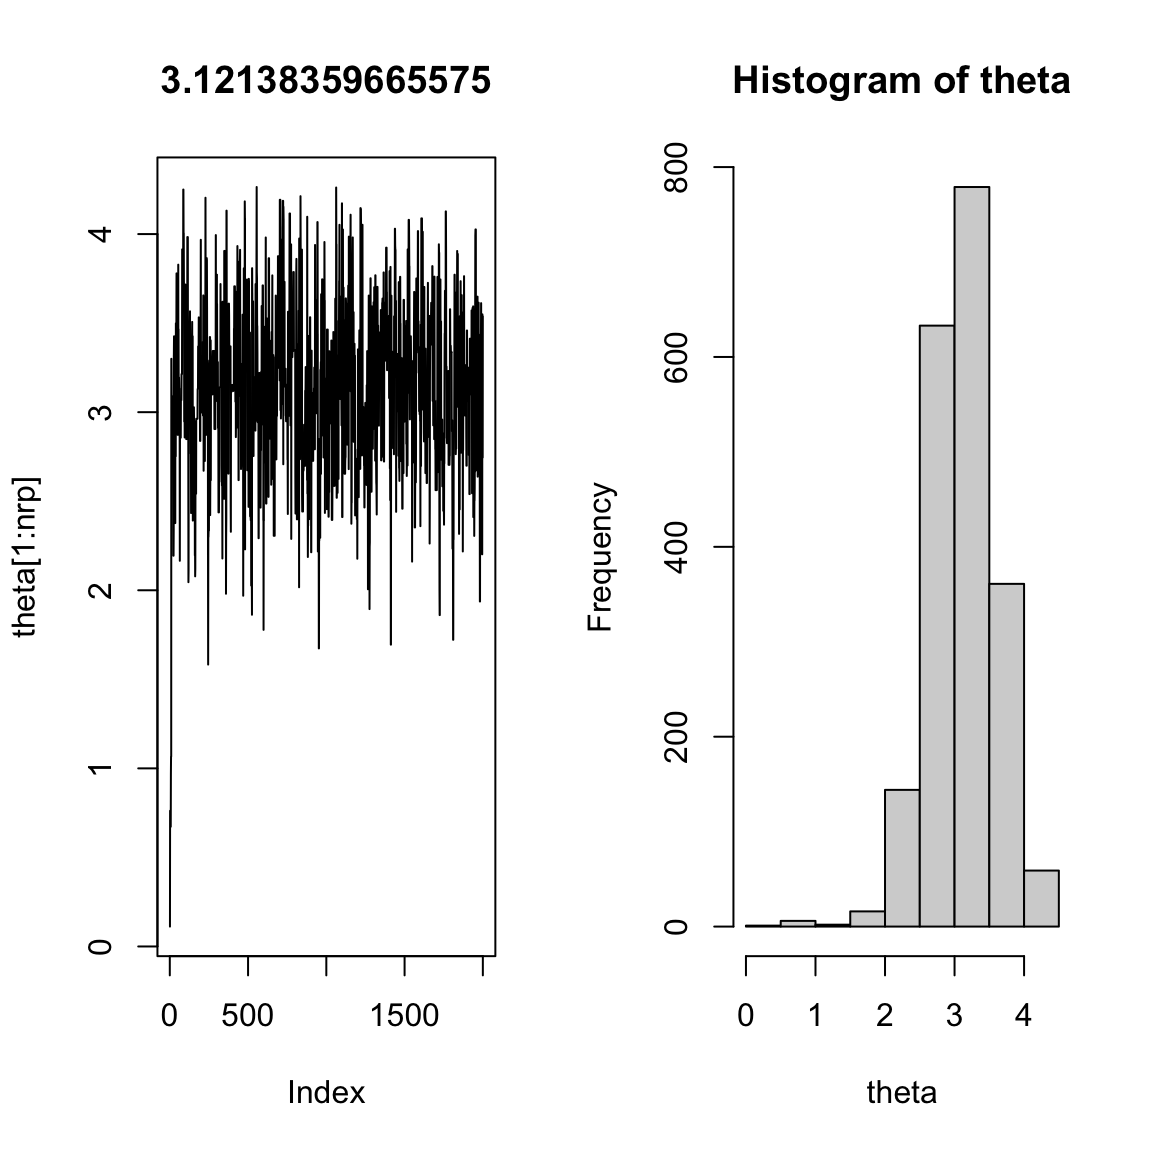 3.12138359665575
theta[1:nrp]
4
3
2
1
0
0 500 1500
Index
Histogram of theta
Frequency
800
600
400
200
0
0 1 2 3 4
theta